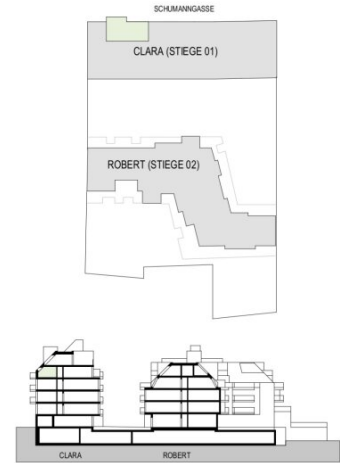 SCHUMANNGASSE
CLARA (STIEGE 01)
ROBERT (STIEGE 02)
CLARA
ROBERT